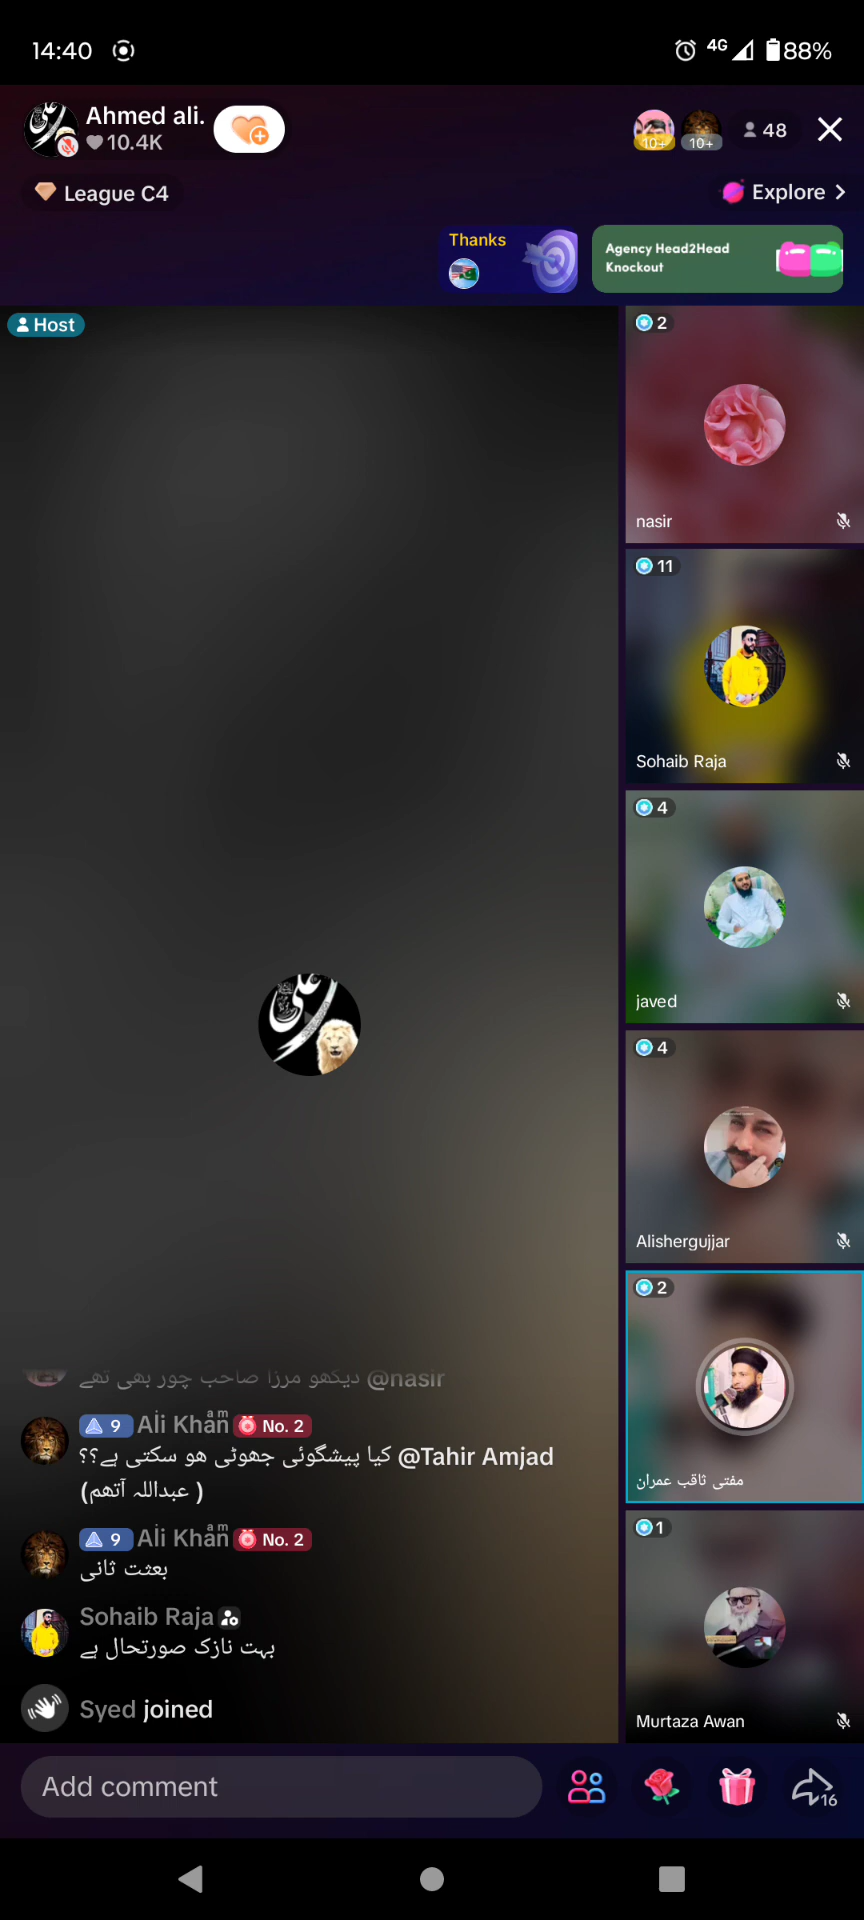 14:40
4G
88%
Ahmed ali.
10.4K
10+
10+
48
League C4
Explore
Thanks
Agency Head2Head
Knockout
Host
2
nasir
11
Sohaib Raja
4
javed
4
Alishergujjar
2
مفتی ثاقب عمران
1
Murtaza Awan
@nasir دیکھو مرزا صاحب چور بھی تھے
9 Ali Khan No. 2
@Tahir Amjad کیا پیشگوئی جھوٹی ھو سکتی ہے؟؟
( عبداللہ آتھم)
9 Ali Khan No. 2
بعثت ثانی
Sohaib Raja
بہت نازک صورتحال ہے
Syed joined
Add comment
16